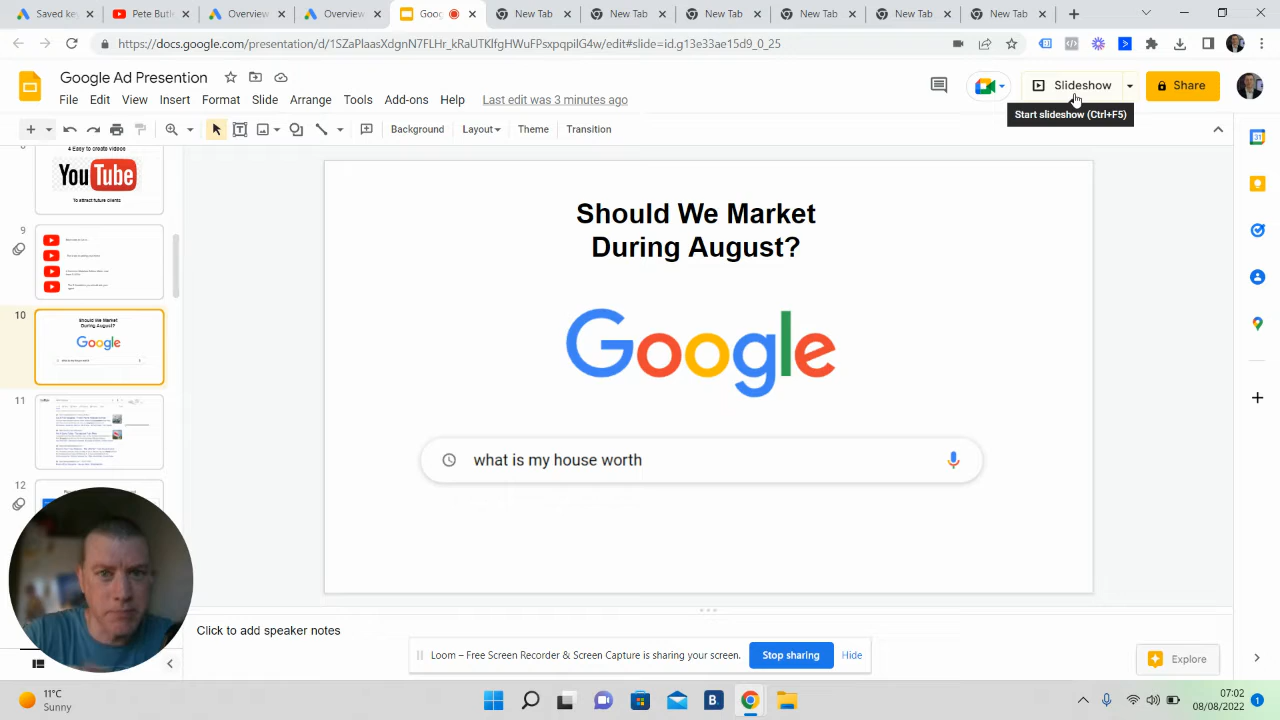 Saved key
Pete Butl
Overview
Overview
Goog
New Tab
New Tab
New Tab
New Tab
New Tab
New Tab
https://docs.google.com/presentation/d/1SZaPlaasXdgnN7LHr_kRaUTKlfgHWduthypeqpilG4w/edit#slide=id.g13e33ae15d9_0_25
Google Ad Presention
File Edit View Insert Format Slide Arrange Tools Add-ons Help Last edit was 3 minutes ago
Slideshow
Share
Start slideshow (Ctrl+F5)
Background Layout Theme Transition
4 Easy to create videos
YouTube
To attract future clients
9
10
Should We Market
During August?
Google
11
12
Should We Market
During August?
Google
whats my house worth
Click to add speaker notes
Loom – Free Screen Recorder & Screen Capture is sharing your screen.
Stop sharing
Hide
Explore
11°C
Sunny
07:02
08/08/2022
1